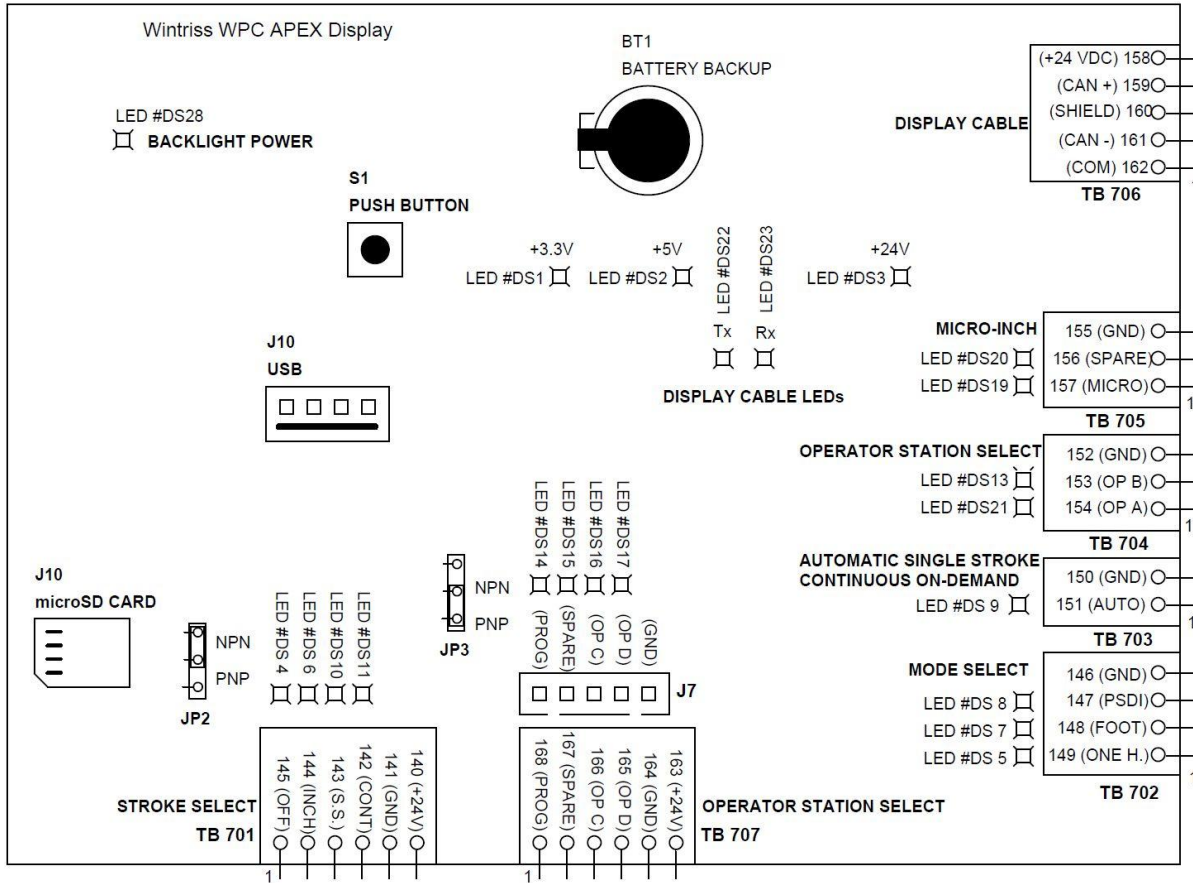 Wintriss WPC APEX Display
BT1
BATTERY BACKUP
LED #DS28
BACKLIGHT POWER
S1
PUSH BUTTON
DISPLAY CABLE
(+24 VDC) 158
(CAN +) 159
(SHIELD) 160
(CAN -) 161
(COM) 162
TB 706
+3.3V
LED #DS1
+5V
LED #DS2
LED #DS22
Tx
LED #DS23
Rx
+24V
LED #DS3
DISPLAY CABLE LEDs
J10
USB
MICRO-INCH
LED #DS20
LED #DS19
155 (GND)
156 (SPARE)
157 (MICRO)
1
TB 705
OPERATOR STATION SELECT
LED #DS13
LED #DS21
152 (GND)
153 (OP B)
154 (OP A)
1
TB 704
AUTOMATIC SINGLE STROKE
CONTINUOUS ON-DEMAND
LED #DS 9
150 (GND)
151 (AUTO)
1
TB 703
MODE SELECT
LED #DS 8
LED #DS 7
LED #DS 5
146 (GND)
147 (PSDI)
148 (FOOT)
149 (ONE H.)
TB 702
J10
microSD CARD
NPN
PNP
JP2
LED #DS 4
LED #DS 6
LED #DS10
LED #DS11
NPN
PNP
JP3
LED #DS14
LED #DS15
LED #DS16
LED #DS17
(PROG)
(SPARE)
(OP C)
(OP D)
(GND)
J7
STROKE SELECT
TB 701
145 (OFF)
144 (INCH)
143 (S.S.)
142 (CONT)
141 (GND)
140 (+24V)
1
168 (PROG)
167 (SPARE)
166 (OP C)
165 (OP D)
164 (GND)
163 (+24V)
1
OPERATOR STATION SELECT
TB 707